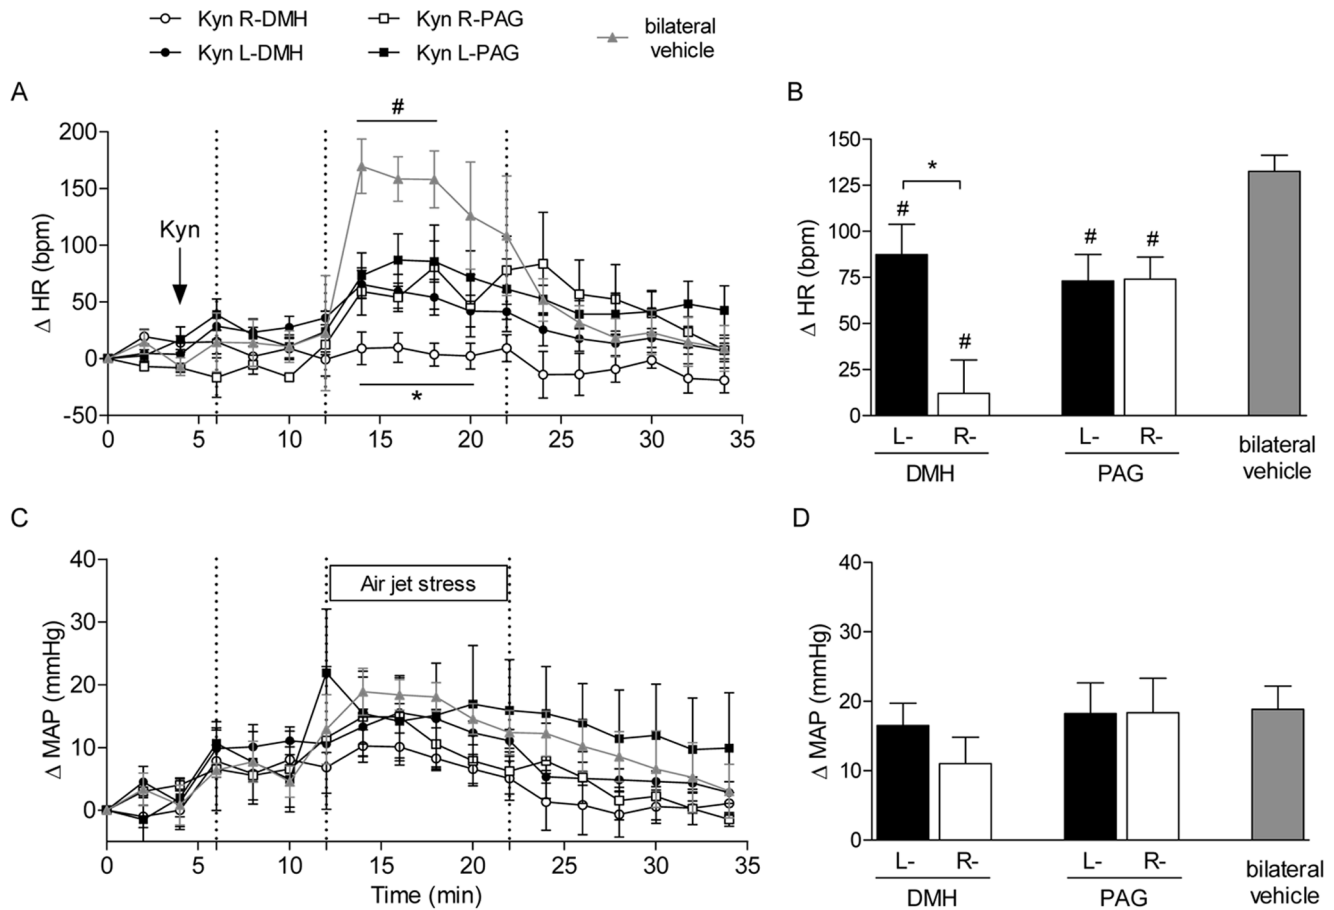 Kyn R-DMH
Kyn R-PAG
bilateral
vehicle
Kyn L-DMH
Kyn L-PAG
A
B
#
Δ HR (bpm)
200
150
100
50
0
-50
Kyn
*
0
5
10
15
20
25
30
35
Δ HR (bpm)
150
125
100
75
50
25
0
*
#
#
#
#
L-
R-
L-
R-
DMH
PAG
bilateral
vehicle
C
D
Δ MAP (mmHg)
40
30
20
10
0
Air jet stress
0
5
10
15
20
25
30
35
Time (min)
Δ MAP (mmHg)
40
30
20
10
0
L-
R-
L-
R-
DMH
PAG
bilateral
vehicle